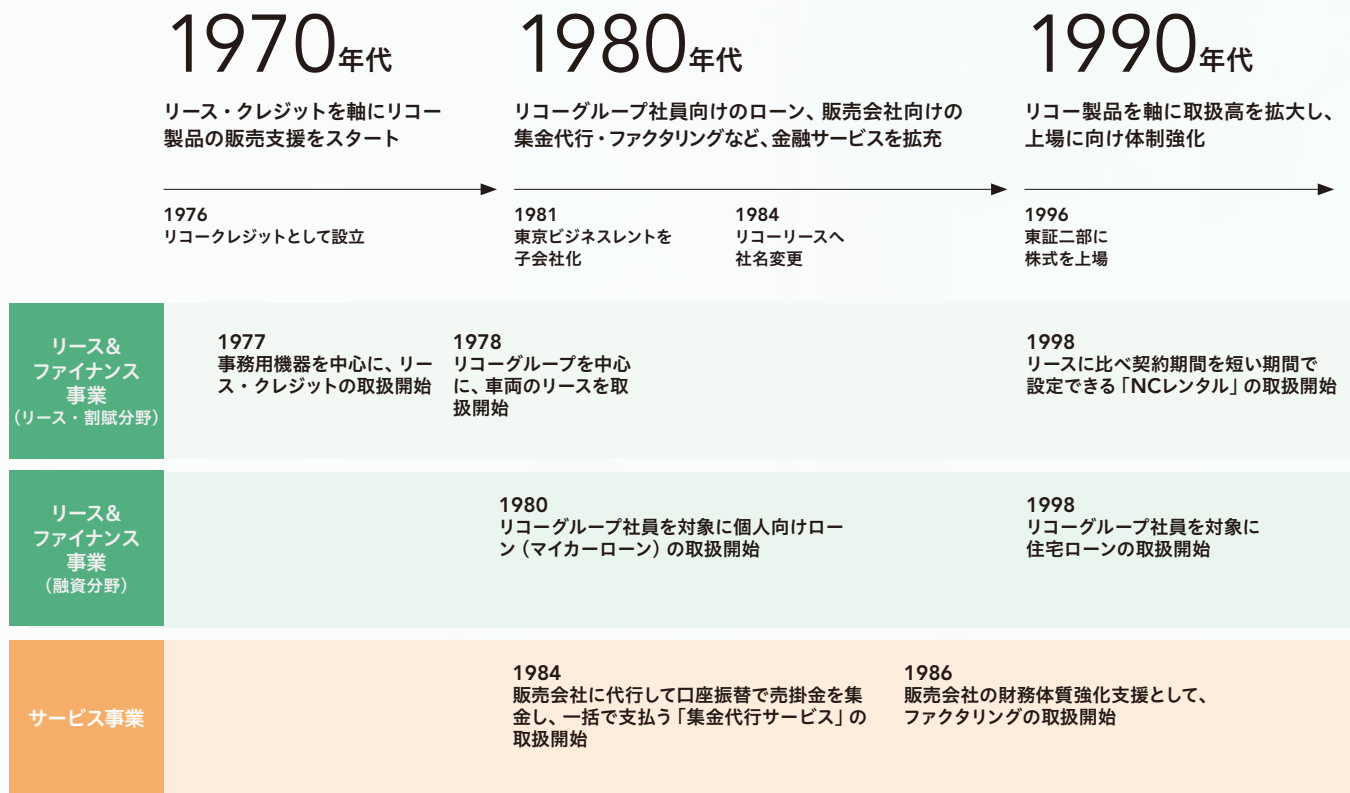 1970年代
リース・クレジットを軸にリコー
製品の販売支援をスタート
1976
リコークレジットとして設立
1980年代
リコーグループ社員向けのローン、販売会社向けの
集金代行・ファクタリングなど、金融サービスを拡充
1981
東京ビジネスレントを
子会社化
1984
リコーリースへ
社名変更
1990年代
リコー製品を軸に取扱高を拡大し、
上場に向け体制強化
1996
東証二部に
株式を上場
リース&
ファイナンス
事業
（リース・割賦分野）
1977
事務用機器を中心に、リー
ス・クレジットの取扱開始
1978
リコーグループを中心
に、車両のリースを取
扱開始
1998
リースに比べ契約期間を短い期間で
設定できる「NCレンタル」の取扱開始
リース&
ファイナンス
事業
（融資分野）
1980
リコーグループ社員を対象に個人向けロー
ン（マイカーローン）の取扱開始
1998
リコーグループ社員を対象に
住宅ローンの取扱開始
サービス事業
1984
販売会社に代行して口座振替で売掛金を集
金し、一括で支払う「集金代行サービス」の
取扱開始
1986
販売会社の財務体質強化支援として、
ファクタリングの取扱開始